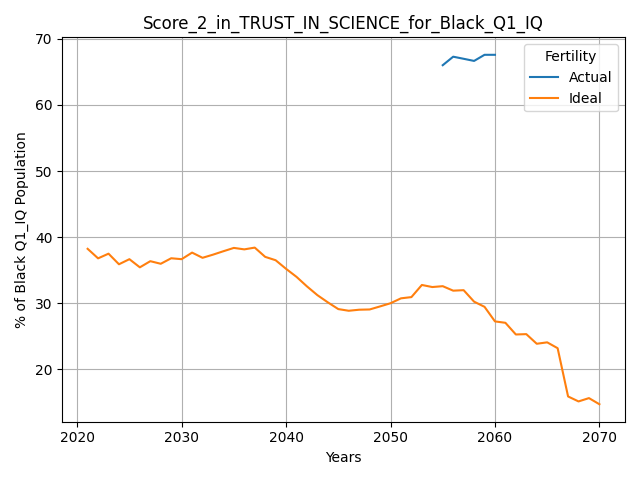 Score_2_in_TRUST_IN_SCIENCE_for_Black_Q1_IQ
% of Black Q1_IQ Population
70
60
50
40
30
20
Fertility
Actual
Ideal
2020 2030 2040 2050 2060 2070
Years